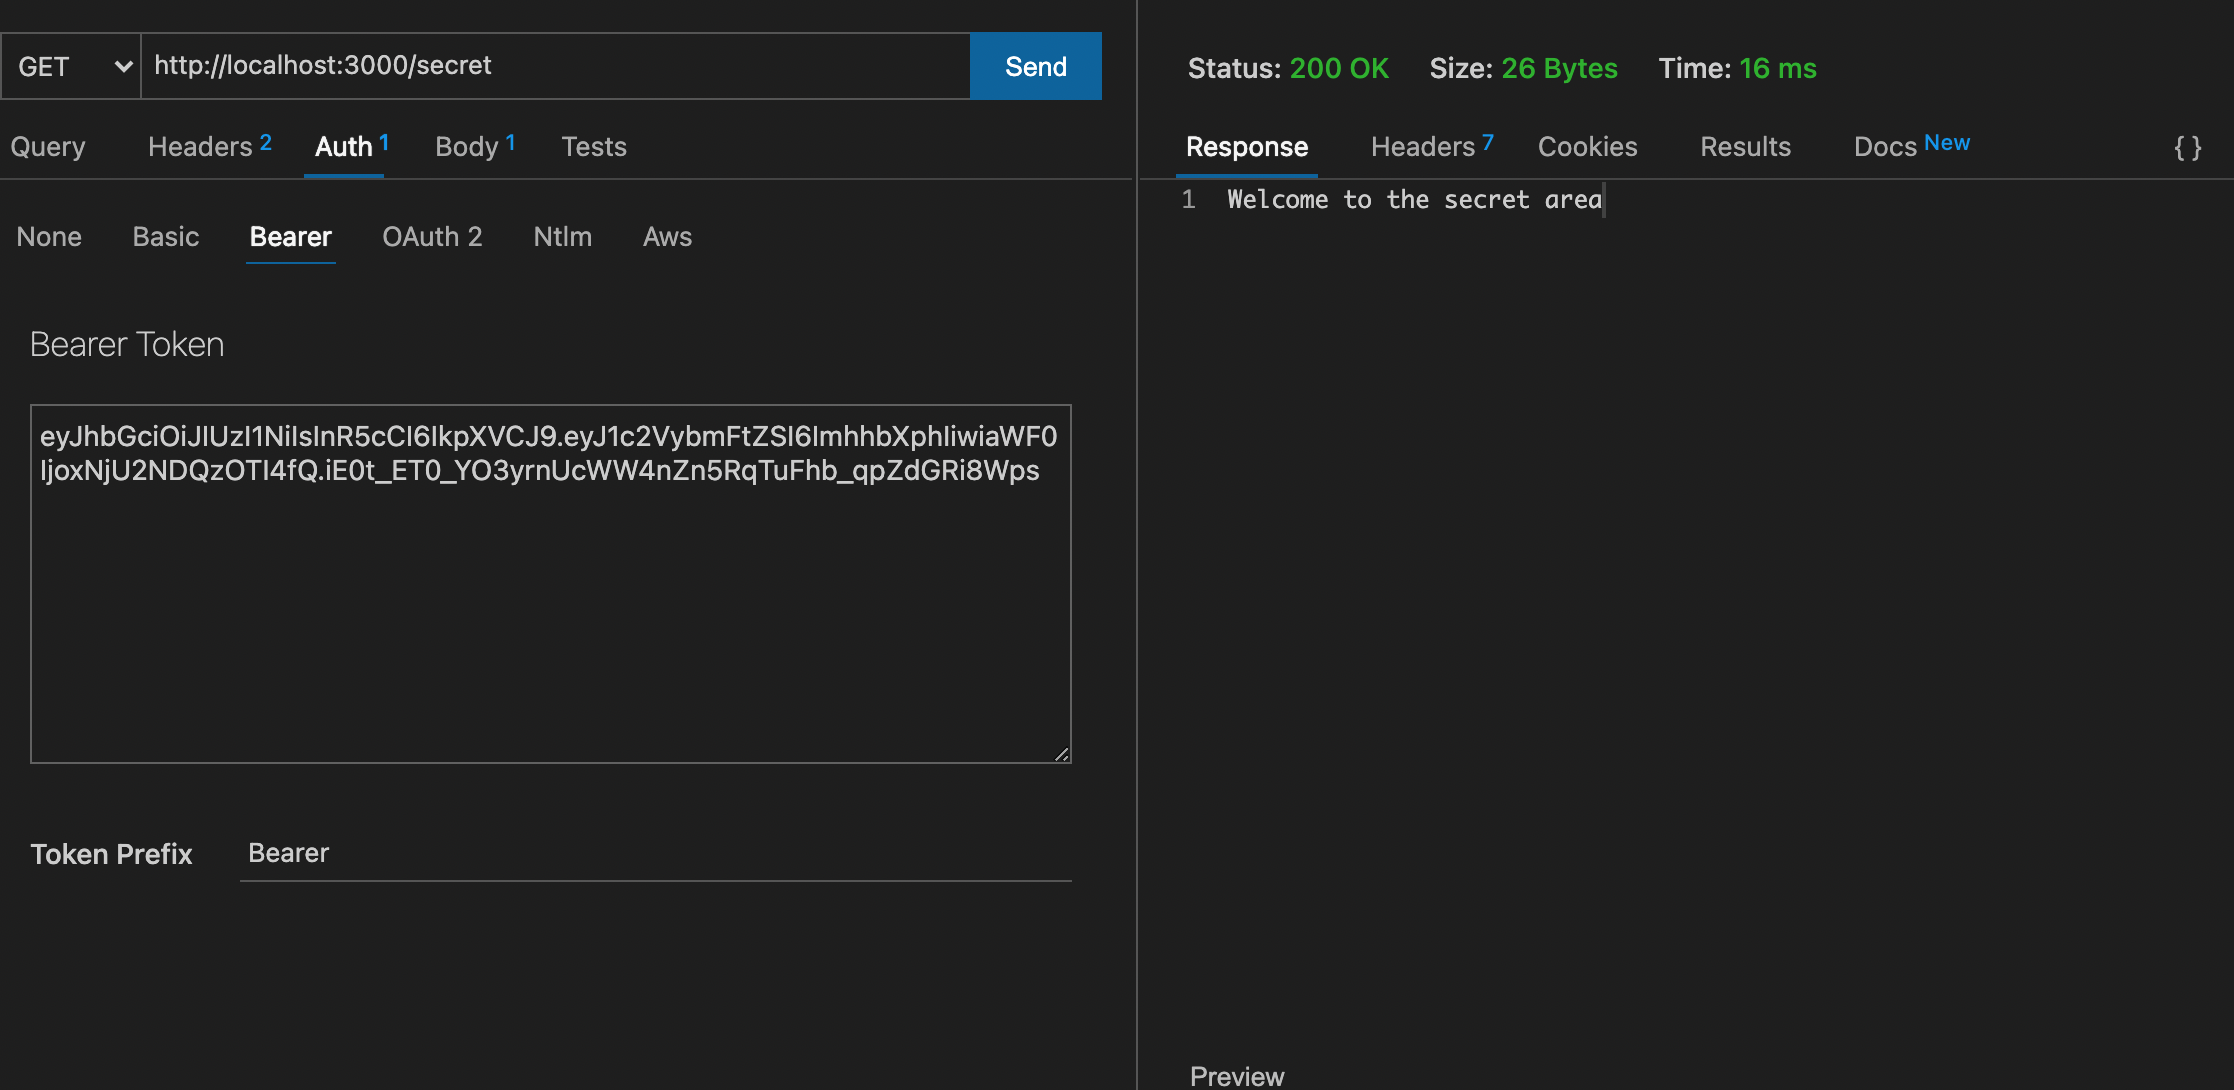 GET http://localhost:3000/secret Send
Query Headers 2 Auth 1 Body 1 Tests
None Basic Bearer OAuth 2 Ntlm Aws
Bearer Token
eyJhbGciOiJIUzI1NiIsInR5cCI6IkpXVCJ9.eyJ1c2VybmFtZSI6ImhhbXphIiwiaWF0
IjoxNjU2NDQzOTI4fQ.iE0t_ET0_YO3yrnUcWW4nZn5RqTuFhb_qpZdGRi8Wps
Token Prefix Bearer
Status: 200 OK Size: 26 Bytes Time: 16 ms
Response Headers 7 Cookies Results Docs New { }
1 Welcome to the secret area
Preview